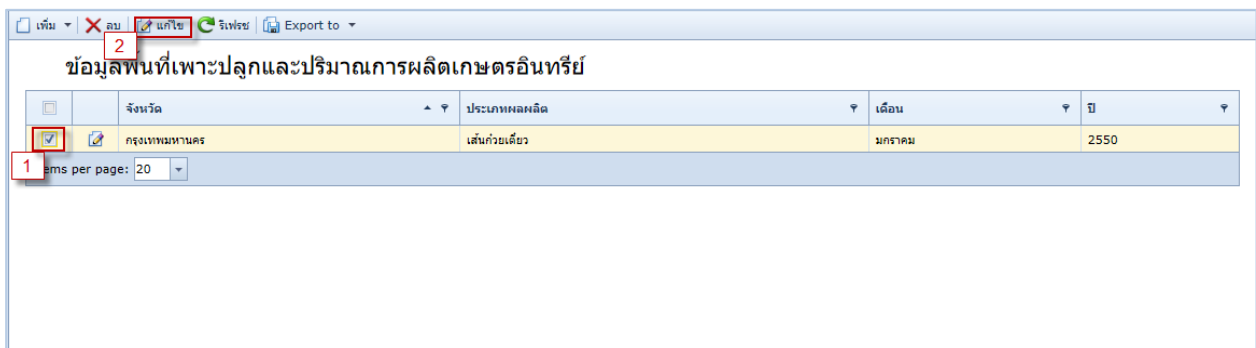 เพิ่ม ลบ แก้ไข รีเฟรช Export to
2
ข้อมูลพื้นที่เพาะปลูกและปริมาณการผลิตเกษตรอินทรีย์
จังหวัด ประเภทผลผลิต เดือน ปี
กรุงเทพมหานคร เส้นก๋วยเตี๋ยว มกราคม 2550
1 ems per page: 20